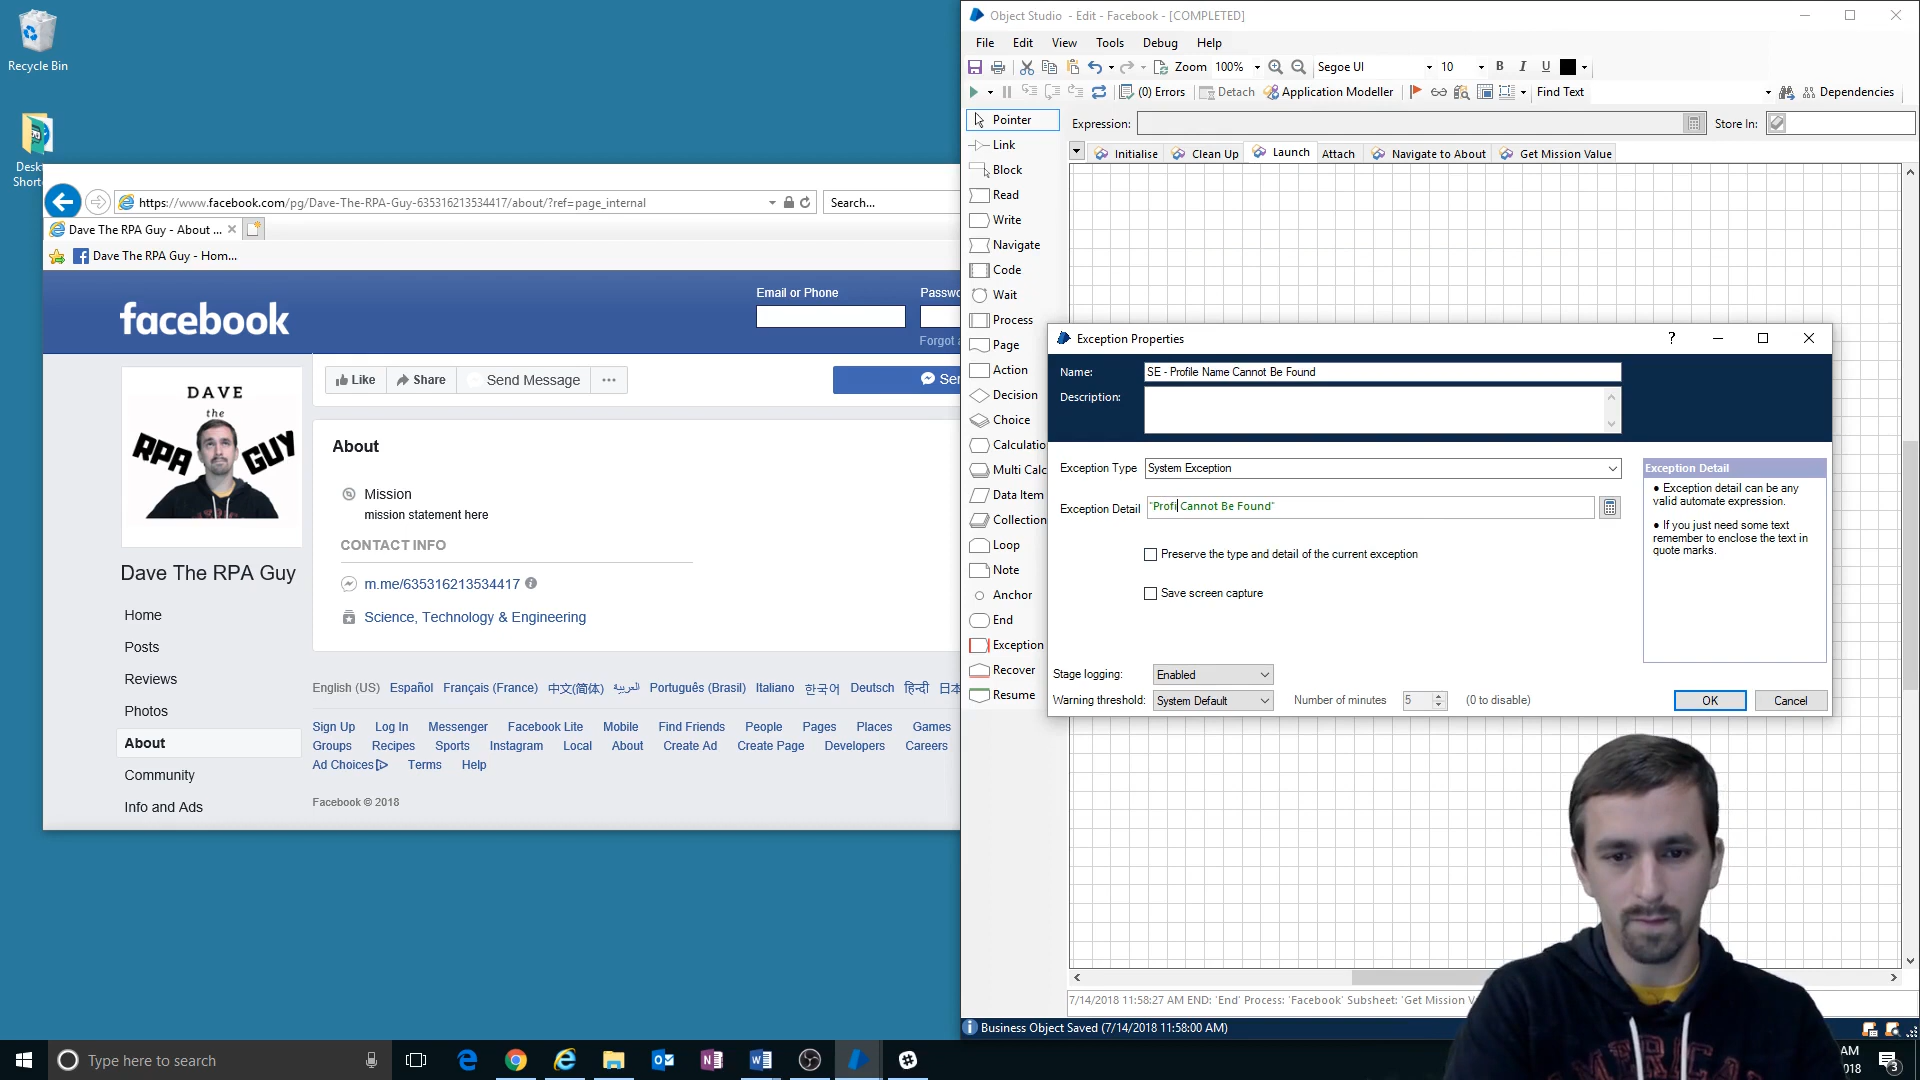 Recycle Bin
Object Studio - Edit - Facebook - [COMPLETED]
File Edit View Tools Debug Help
Zoom 100% Segoe UI 10 B I U
(0) Errors Detach Application Modeller Find Text Dependencies
Expression: Store In:
Initialise Clean Up Launch Attach Navigate to About Get Mission Value
Pointer
Link
Block
Read
Write
Navigate
Code
Wait
Process
Page
Action
Decision
Choice
Calculatio
Multi Calc
Data Item
Collection
Loop
Note
Anchor
End
Exception
Recover
Resume
Desk
Short
https://www.facebook.com/pg/Dave-The-RPA-Guy-635316213534417/about/?ref=page_internal
Search...
Dave The RPA Guy - About ...
Dave The RPA Guy - Hom...
facebook
Email or Phone
Passwo
Forgot a
DAVE
the
RPA GUY
Like Share Send Message ...
Ser
About
Mission
mission statement here
CONTACT INFO
m.me/635316213534417
Science, Technology & Engineering
Dave The RPA Guy
Home
Posts
Reviews
Photos
About
Community
Info and Ads
English (US) Español Français (France) 中文(简体) العربية Português (Brasil) Italiano 한국어 Deutsch हिन्दी 日本
Sign Up Log In Messenger Facebook Lite Mobile Find Friends People Pages Places Games
Groups Recipes Sports Instagram Local About Create Ad Create Page Developers Careers
Ad Choices Terms Help
Facebook © 2018
Exception Properties
Name: SE - Profile Name Cannot Be Found
Description:
Exception Type System Exception
Exception Detail "Profi Cannot Be Found"
Preserve the type and detail of the current exception
Save screen capture
Exception Detail
● Exception detail can be any
valid automate expression.
● If you just need some text
remember to enclose the text in
quote marks.
Stage logging: Enabled
Warning threshold: System Default Number of minutes 5 (0 to disable)
OK Cancel
7/14/2018 11:58:27 AM END: 'End' Process: 'Facebook' Subsheet: 'Get Mission V
Business Object Saved (7/14/2018 11:58:00 AM)
Type here to search
AM
018
3